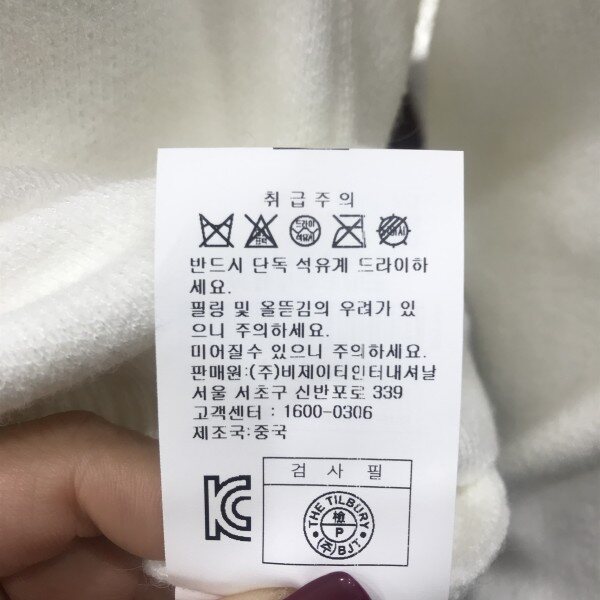 취급주의
드라이
석유계
반드시 단독 석유계 드라이하
세요.
필링 및 올뜯김의 우려가 있
으니 주의하세요.
미어질수 있으니 주의하세요.
판매원:(주)비제이티인터내셔날
서울 서초구 신반포로 339
고객센터 : 1600-0306
제조국:중국
검사필
THE TILBURY
檢
P
(주)BJT